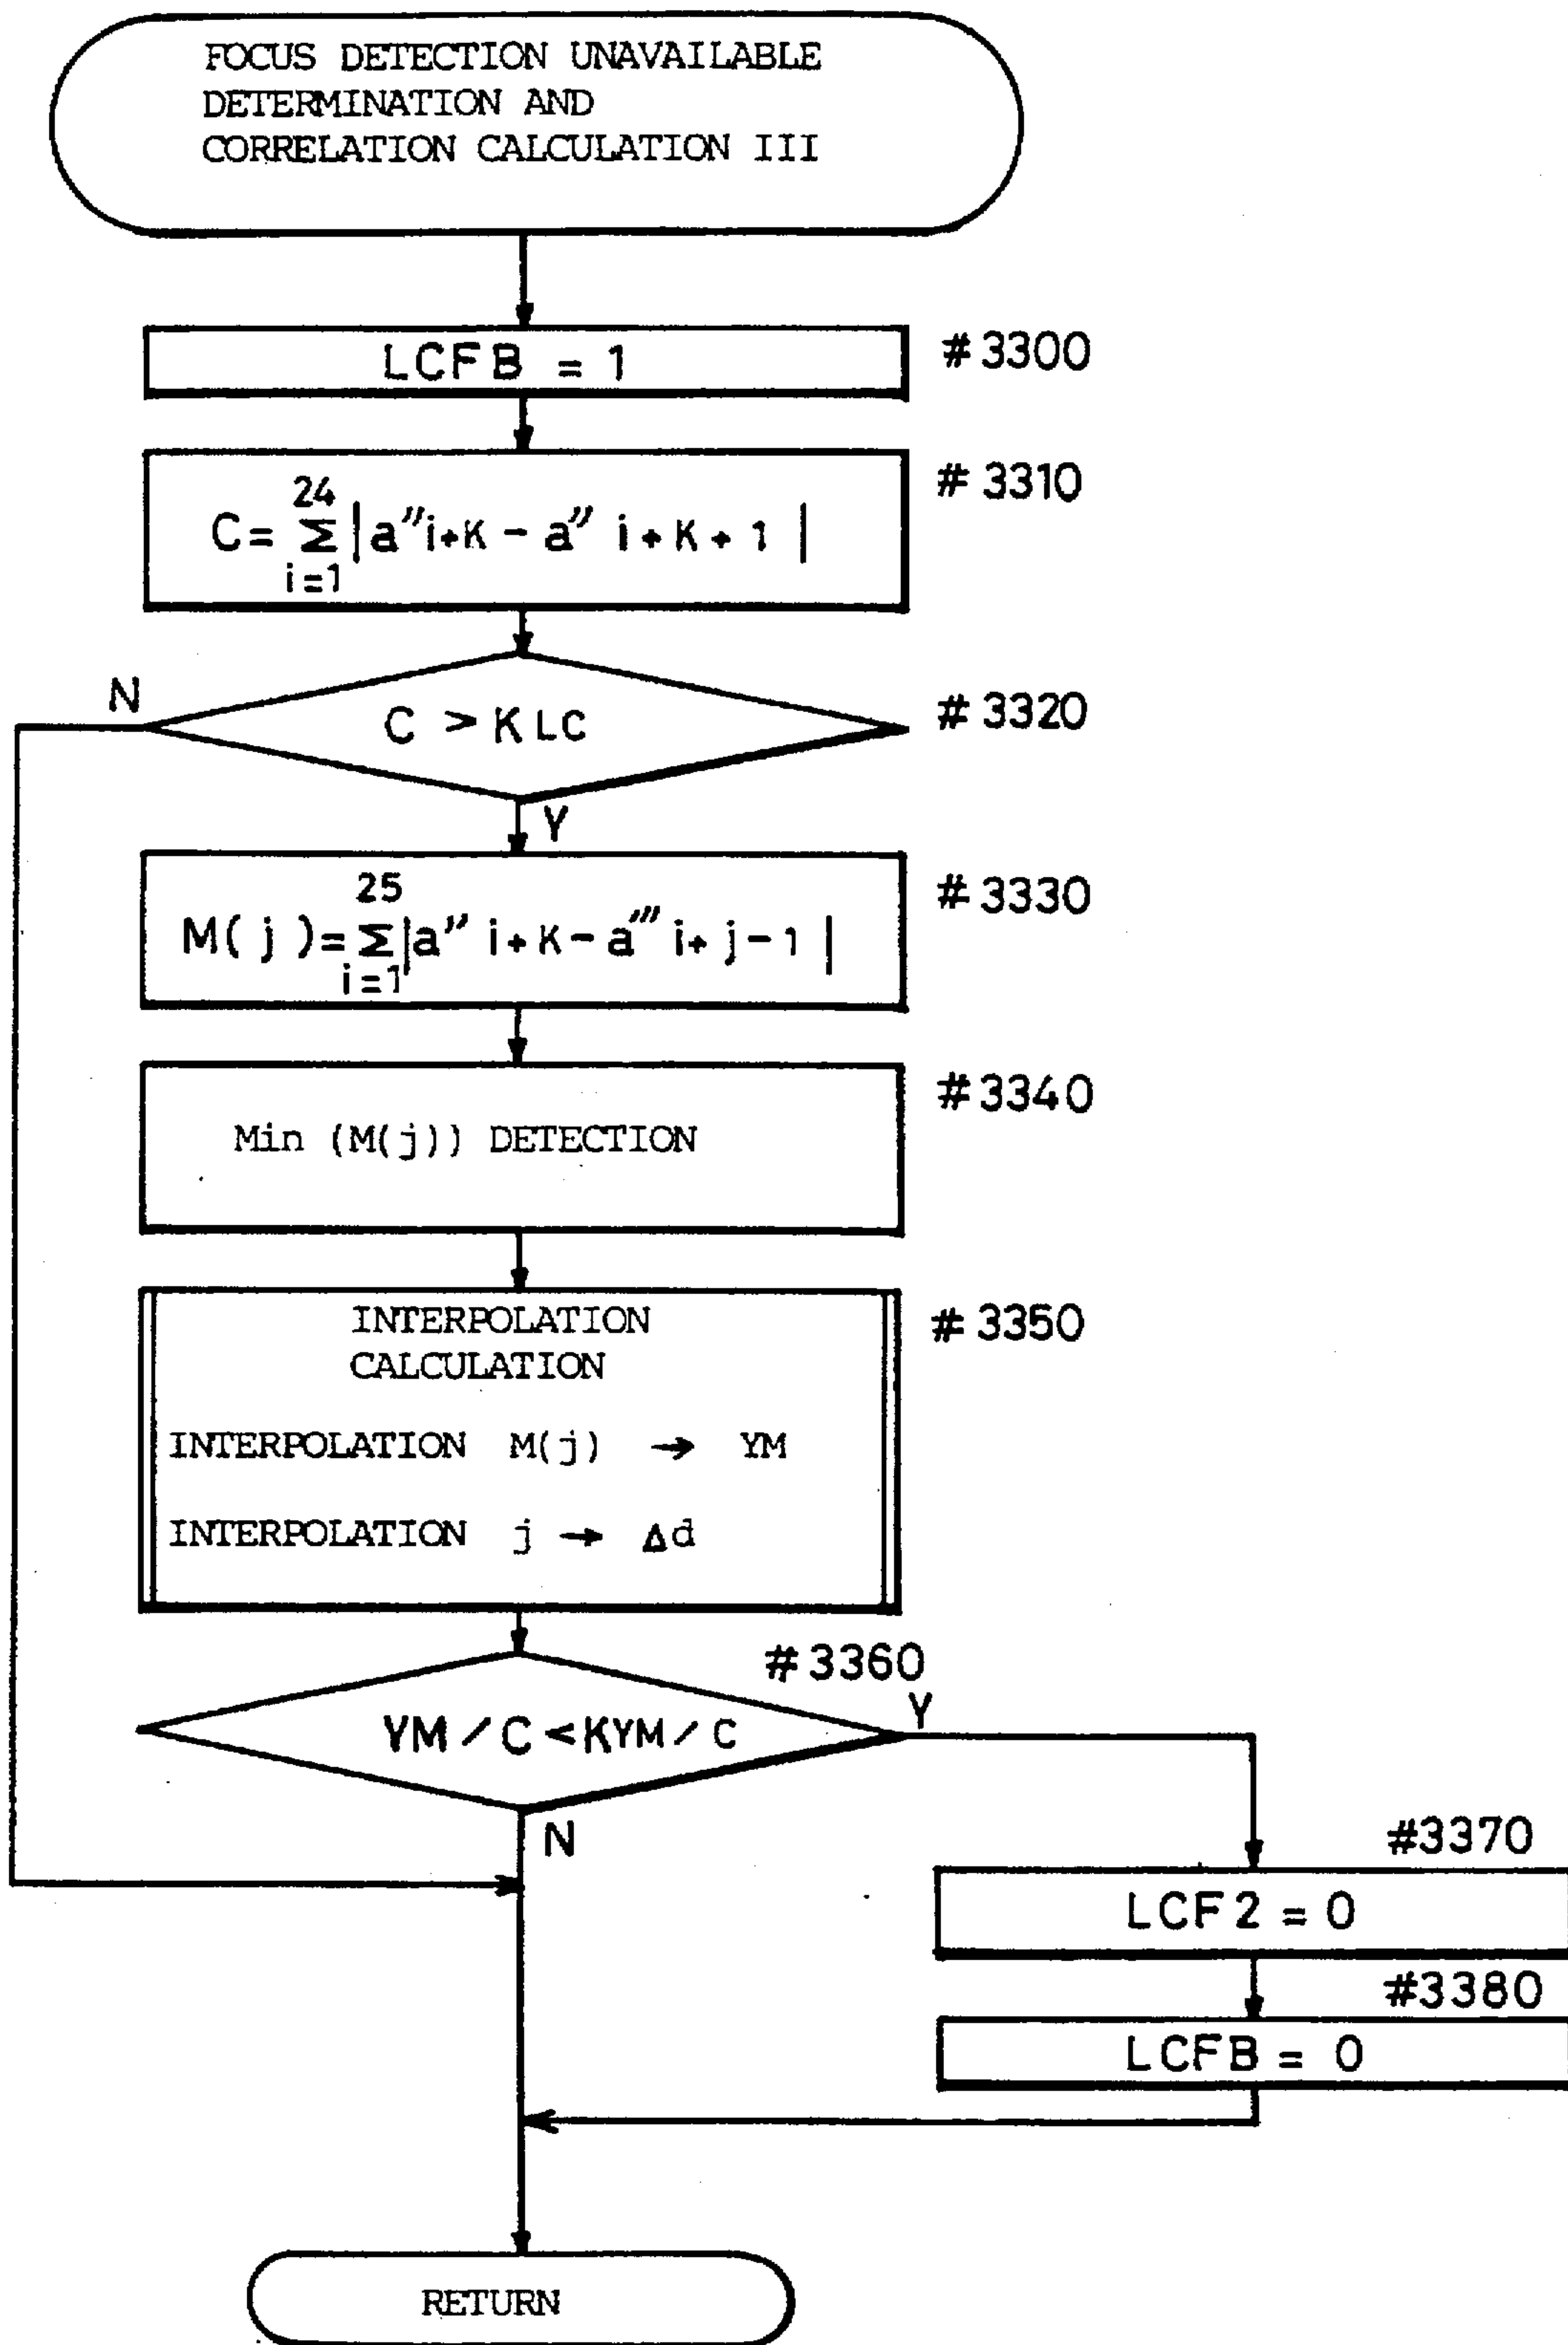 FOCUS DETECTION UNAVAILABLE
DETERMINATION AND
CORRELATION CALCULATION III
LCFB = 1
#3300
#3310
24
C= Σ |a″i+K - a″ i+K+1 |
i=1
N
C > KLC
#3320
Y
#3330
25
M( j )= Σ |a″ i+K- a‴ i+ j-1 |
i=1
#3340
Min (M(j)) DETECTION
INTERPOLATION
CALCULATION
#3350
INTERPOLATION M(j) → YM
INTERPOLATION j → Δd
#3360
Y
YM/C <KYM/C
N
#3370
LCF2 = 0
#3380
LCFB = 0
RETURN